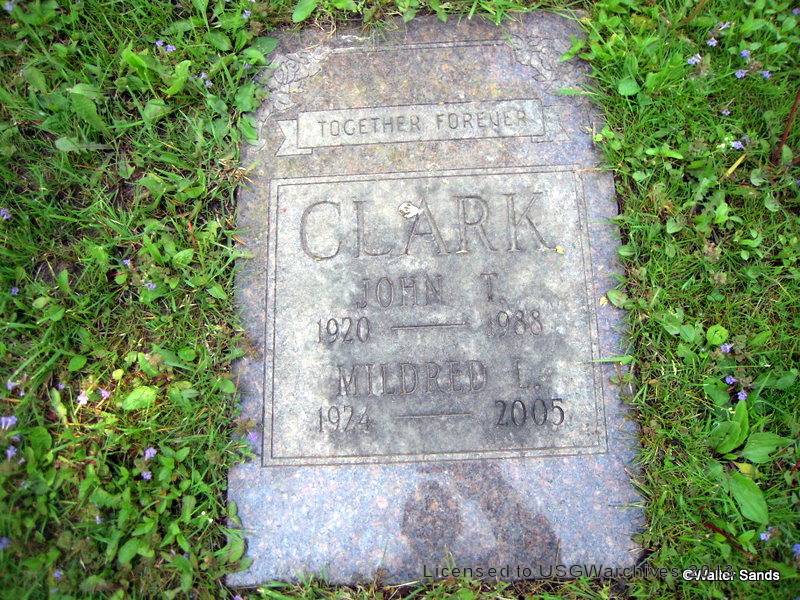 TOGETHER FOREVER
CLARK
JOHN T.
1920 — 1988
MILDRED L.
1924 — 2005
Licensed to USGWarchives
©Walter Sands